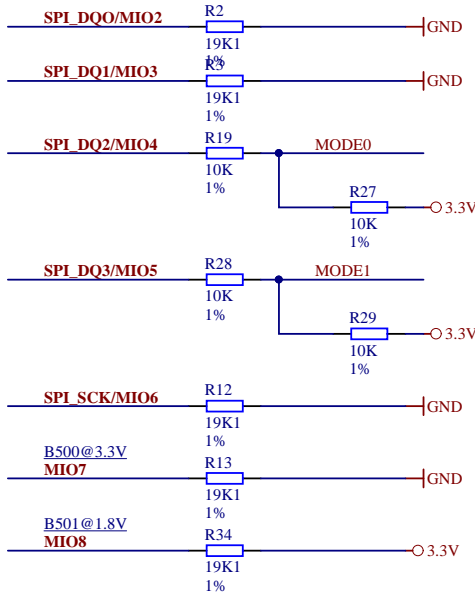 SPI_DQO/MIO2
R2
19K1
1%
GND
SPI_DQ1/MIO3
R3
19K1
1%
GND
SPI_DQ2/MIO4
R19
10K
1%
MODE0
R27
10K
1%
3.3V
SPI_DQ3/MIO5
R28
10K
1%
MODE1
R29
10K
1%
3.3V
SPI_SCK/MIO6
R12
19K1
1%
GND
B500@3.3V
MIO7
R13
19K1
1%
GND
B501@1.8V
MIO8
R34
19K1
1%
3.3V